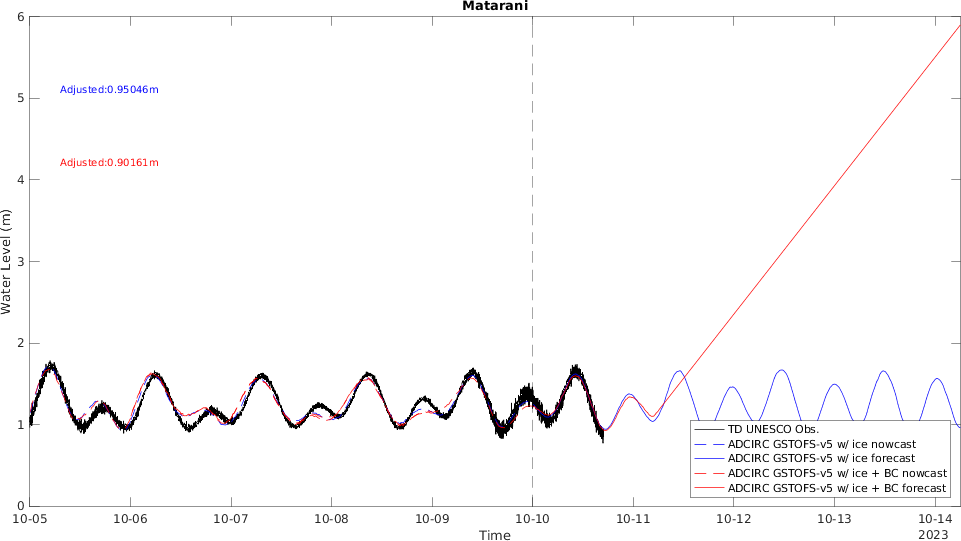 Matarani
6
5
4
3
2
1
0
Water Level (m)
Adjusted:0.95046m
Adjusted:0.90161m
TD UNESCO Obs.
ADCIRC GSTOFS-v5 w/ ice nowcast
ADCIRC GSTOFS-v5 w/ ice forecast
ADCIRC GSTOFS-v5 w/ ice + BC nowcast
ADCIRC GSTOFS-v5 w/ ice + BC forecast
10-05 10-06 10-07 10-08 10-09 10-10 10-11 10-12 10-13 10-14
Time
2023